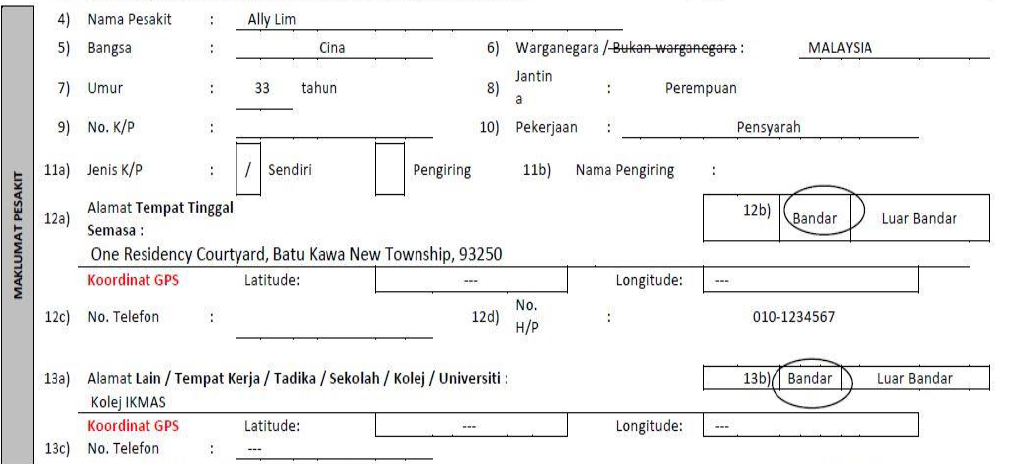 MAKLUMAT PESAKIT
4) Nama Pesakit : Ally Lim
5) Bangsa : Cina 6) Warganegara / Bukan warganegara : MALAYSIA
7) Umur : 33 tahun 8) Jantina : Perempuan
9) No. K/P : 10) Pekerjaan : Pensyarah
11a) Jenis K/P : / Sendiri Pengiring 11b) Nama Pengiring :
12a) Alamat Tempat Tinggal Semasa : 12b) Bandar Luar Bandar
One Residency Courtyard, Batu Kawa New Township, 93250
Koordinat GPS Latitude: --- Longitude: ---
12c) No. Telefon : 12d) No. H/P : 010-1234567
13a) Alamat Lain / Tempat Kerja / Tadika / Sekolah / Kolej / Universiti : 13b) Bandar Luar Bandar
Kolej IKMAS
Koordinat GPS Latitude: --- Longitude: ---
13c) No. Telefon : ---